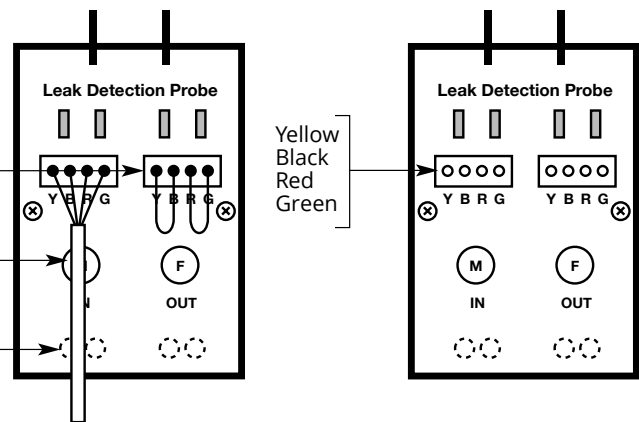 Leak Detection Probe
Y B R G
Y B R G
F
IN
OUT
Yellow
Black
Red
Green
Leak Detection Probe
Y B R G
Y B R G
M
F
IN
OUT